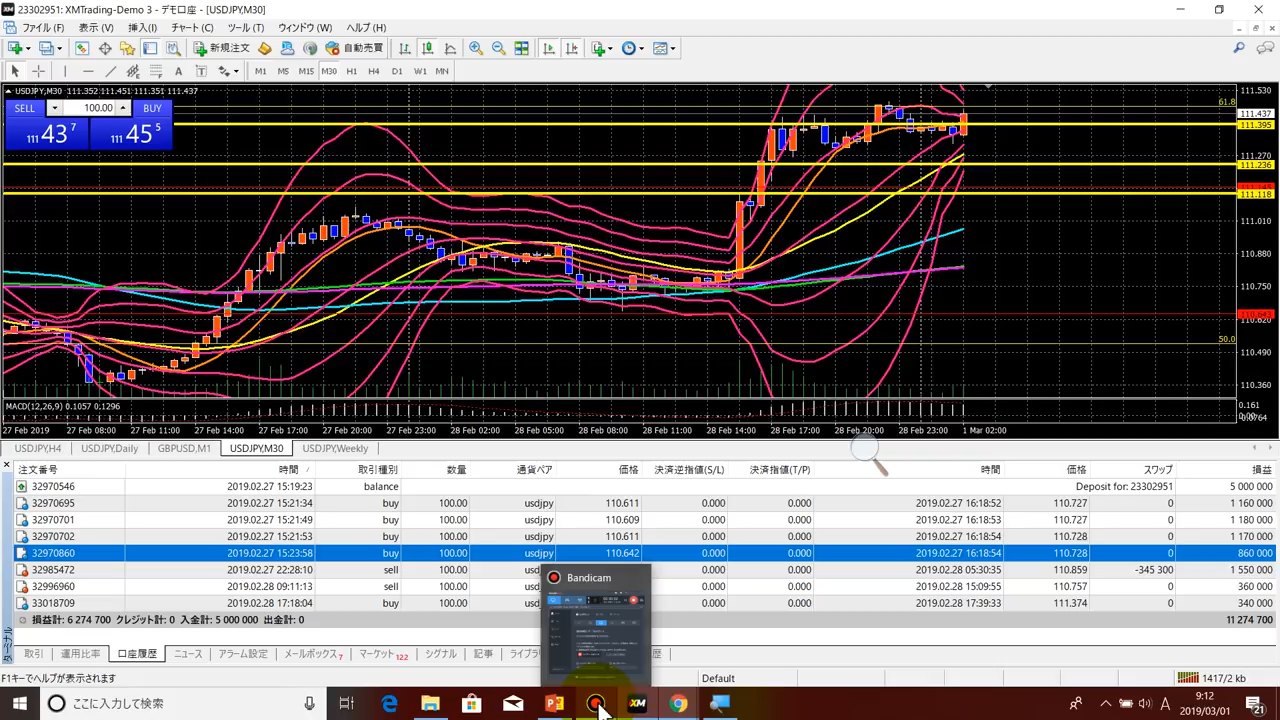 23302951: XMTrading-Demo 3 - デモ口座 - [USDJPY,M30]
ファイル (F) 表示 (V) 挿入(I) チャート (C) ツール (T) ウィンドウ (W) ヘルプ (H)
新規注文 自動売買
M1 M5 M15 M30 H1 H4 D1 W1 MN
USDJPY,M30 111.352 111.451 111.351 111.437
SELL 100.00 BUY
111 43 7 111 45 5
111.530
61.8
111.437
111.395
111.270
111.236
111.118
111.010
110.880
110.750
110.643
110.620
50.0
110.490
110.360
MACD(12,26,9) 0.1057 0.1296
0.161
27 Feb 2019 27 Feb 08:00 27 Feb 11:00 27 Feb 14:00 27 Feb 17:00 27 Feb 20:00 27 Feb 23:00 28 Feb 02:00 28 Feb 05:00 28 Feb 08:00 28 Feb 11:00 28 Feb 14:00 28 Feb 17:00 28 Feb 20:00 28 Feb 23:00 1 Mar 02:00
USDJPY,H4 USDJPY,Daily GBPUSD,M1 USDJPY,M30 USDJPY,Weekly
注文番号 時間 取引種別 数量 通貨ペア 価格 決済逆指値(S/L) 決済指値(T/P) 時間 価格 スワップ 損益
32970546 2019.02.27 15:19:23 balance Deposit for: 23302951 5 000 000
32970695 2019.02.27 15:21:34 buy 100.00 usdjpy 110.611 0.000 0.000 2019.02.27 16:18:52 110.727 0 1 160 000
32970701 2019.02.27 15:21:49 buy 100.00 usdjpy 110.609 0.000 0.000 2019.02.27 16:18:53 110.727 0 1 180 000
32970702 2019.02.27 15:21:53 buy 100.00 usdjpy 110.611 0.000 0.000 2019.02.27 16:18:54 110.728 0 1 170 000
32970860 2019.02.27 15:23:58 buy 100.00 usdjpy 110.642 0.000 0.000 2019.02.27 16:18:54 110.728 0 860 000
32985472 2019.02.27 22:28:10 sell 0.000 0.000 2019.02.28 05:30:35 110.859 -345 300 1 550 000
32996960 2019.02.28 09:11:13 sell 0.000 0.000 2019.02.28 15:09:55 110.757 0 360 000
33018709 2019.02.28 17:18:04 buy 0.000 0.000 2019.02.28 17:39:33 111.374 0 340 000
クレジット: 0 入金計: 5 000 000 出金計: 0 11 274 700
Bandicam
取引 口座履歴 ニュース アラーム設定 メールボックス 7 マーケット 122 シグナル 記事
F1キーでヘルプが表示されます Default 1417/2 kb
ここに入力して検索
A 9:12
2019/03/01
21